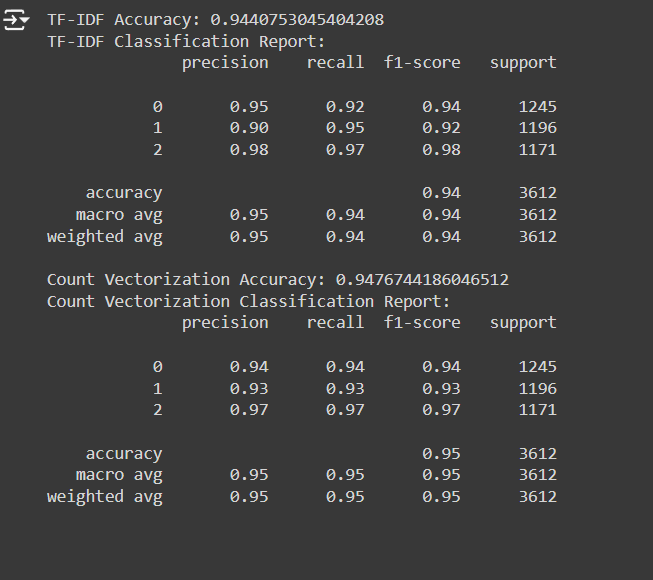 TF-IDF Accuracy: 0.9440753045404208
TF-IDF Classification Report:
precision recall f1-score support
0 0.95 0.92 0.94 1245
1 0.90 0.95 0.92 1196
2 0.98 0.97 0.98 1171
accuracy 0.94 3612
macro avg 0.95 0.94 0.94 3612
weighted avg 0.95 0.94 0.94 3612
Count Vectorization Accuracy: 0.9476744186046512
Count Vectorization Classification Report:
precision recall f1-score support
0 0.94 0.94 0.94 1245
1 0.93 0.93 0.93 1196
2 0.97 0.97 0.97 1171
accuracy 0.95 3612
macro avg 0.95 0.95 0.95 3612
weighted avg 0.95 0.95 0.95 3612